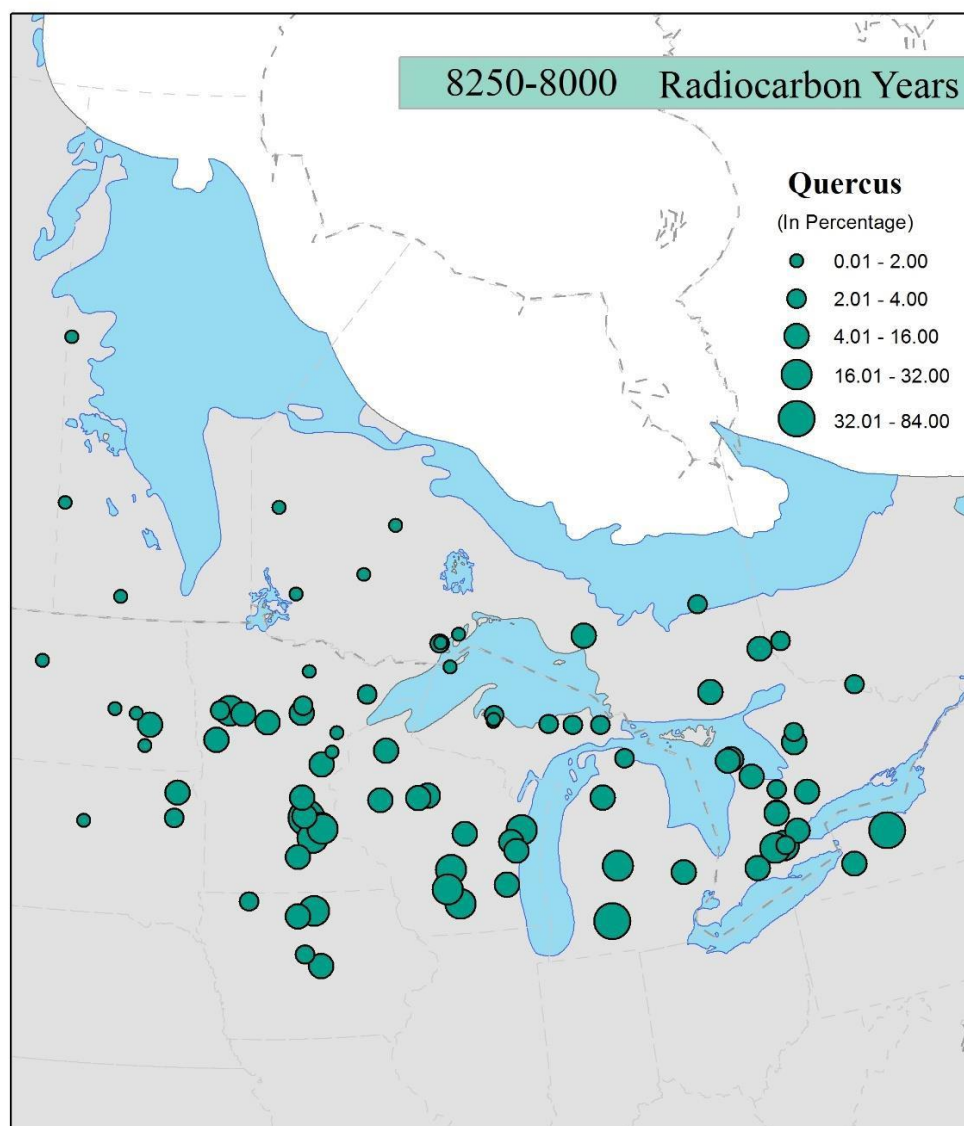 8250-8000 Radiocarbon Years
Quercus
(In Percentage)
0.01 - 2.00
2.01 - 4.00
4.01 - 16.00
16.01 - 32.00
32.01 - 84.00